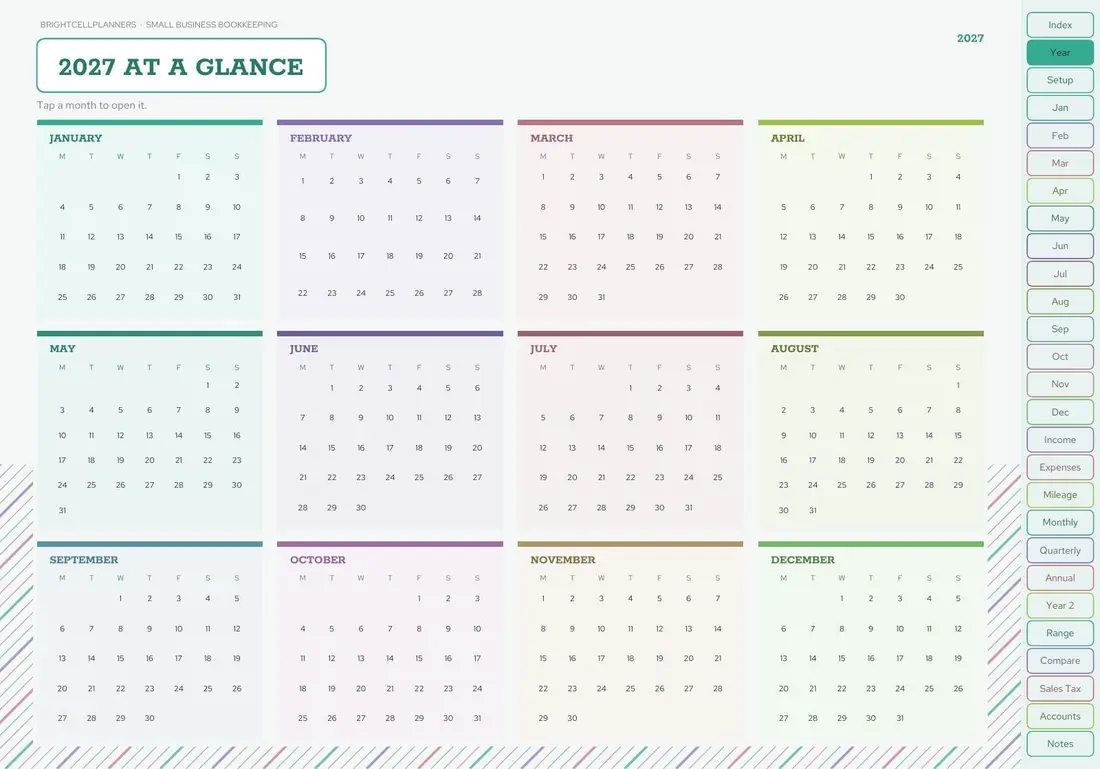 BRIGHTCELLPLANNERS · SMALL BUSINESS BOOKKEEPING
2027
2027 AT A GLANCE
Tap a month to open it.
JANUARY
M T W T F S S
1 2 3
4 5 6 7 8 9 10
11 12 13 14 15 16 17
18 19 20 21 22 23 24
25 26 27 28 29 30 31
FEBRUARY
M T W T F S S
1 2 3 4 5 6 7
8 9 10 11 12 13 14
15 16 17 18 19 20 21
22 23 24 25 26 27 28
MARCH
M T W T F S S
1 2 3 4 5 6 7
8 9 10 11 12 13 14
15 16 17 18 19 20 21
22 23 24 25 26 27 28
29 30 31
APRIL
M T W T F S S
1 2 3 4
5 6 7 8 9 10 11
12 13 14 15 16 17 18
19 20 21 22 23 24 25
26 27 28 29 30
MAY
M T W T F S S
1 2
3 4 5 6 7 8 9
10 11 12 13 14 15 16
17 18 19 20 21 22 23
24 25 26 27 28 29 30
31
JUNE
M T W T F S S
1 2 3 4 5 6
7 8 9 10 11 12 13
14 15 16 17 18 19 20
21 22 23 24 25 26 27
28 29 30
JULY
M T W T F S S
1 2 3 4
5 6 7 8 9 10 11
12 13 14 15 16 17 18
19 20 21 22 23 24 25
26 27 28 29 30 31
AUGUST
M T W T F S S
1
2 3 4 5 6 7 8
9 10 11 12 13 14 15
16 17 18 19 20 21 22
23 24 25 26 27 28 29
30 31
SEPTEMBER
M T W T F S S
1 2 3 4 5
6 7 8 9 10 11 12
13 14 15 16 17 18 19
20 21 22 23 24 25 26
27 28 29 30
OCTOBER
M T W T F S S
1 2 3
4 5 6 7 8 9 10
11 12 13 14 15 16 17
18 19 20 21 22 23 24
25 26 27 28 29 30 31
NOVEMBER
M T W T F S S
1 2 3 4 5 6 7
8 9 10 11 12 13 14
15 16 17 18 19 20 21
22 23 24 25 26 27 28
29 30
DECEMBER
M T W T F S S
1 2 3 4 5
6 7 8 9 10 11 12
13 14 15 16 17 18 19
20 21 22 23 24 25 26
27 28 29 30 31
Index
Year
Setup
Jan
Feb
Mar
Apr
May
Jun
Jul
Aug
Sep
Oct
Nov
Dec
Income
Expenses
Mileage
Monthly
Quarterly
Annual
Year 2
Range
Compare
Sales Tax
Accounts
Notes